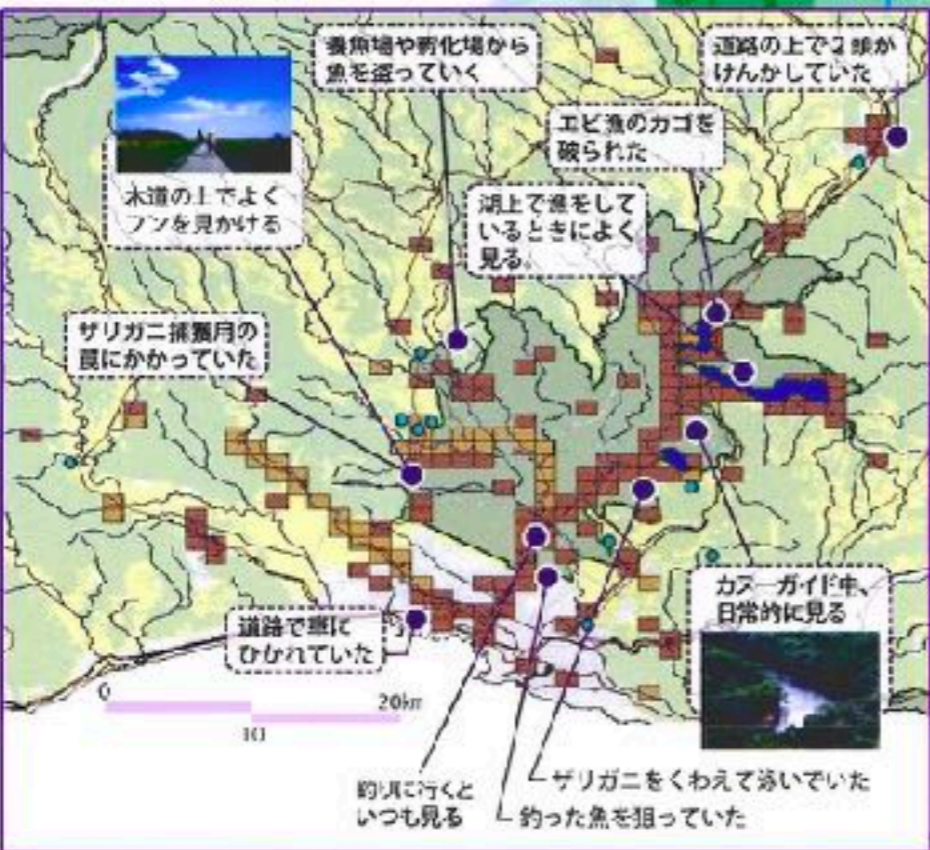 養魚場や孵化場から
魚を盗っていく
道路の上で2頭が
けんかしていた
エビ漁のカゴを
破られた
木道の上でよく
フンを見かける
湖上で漁をして
いるときによく
見る。
ザリガニ捕獲用の
罠にかかっていた
カヌーガイド中、
日常的に見る
道路で車に
ひかれていた
0
10
20km
釣りに行くと
いつも見る
ザリガニをくわえて泳いでいた
釣った魚を狙っていた